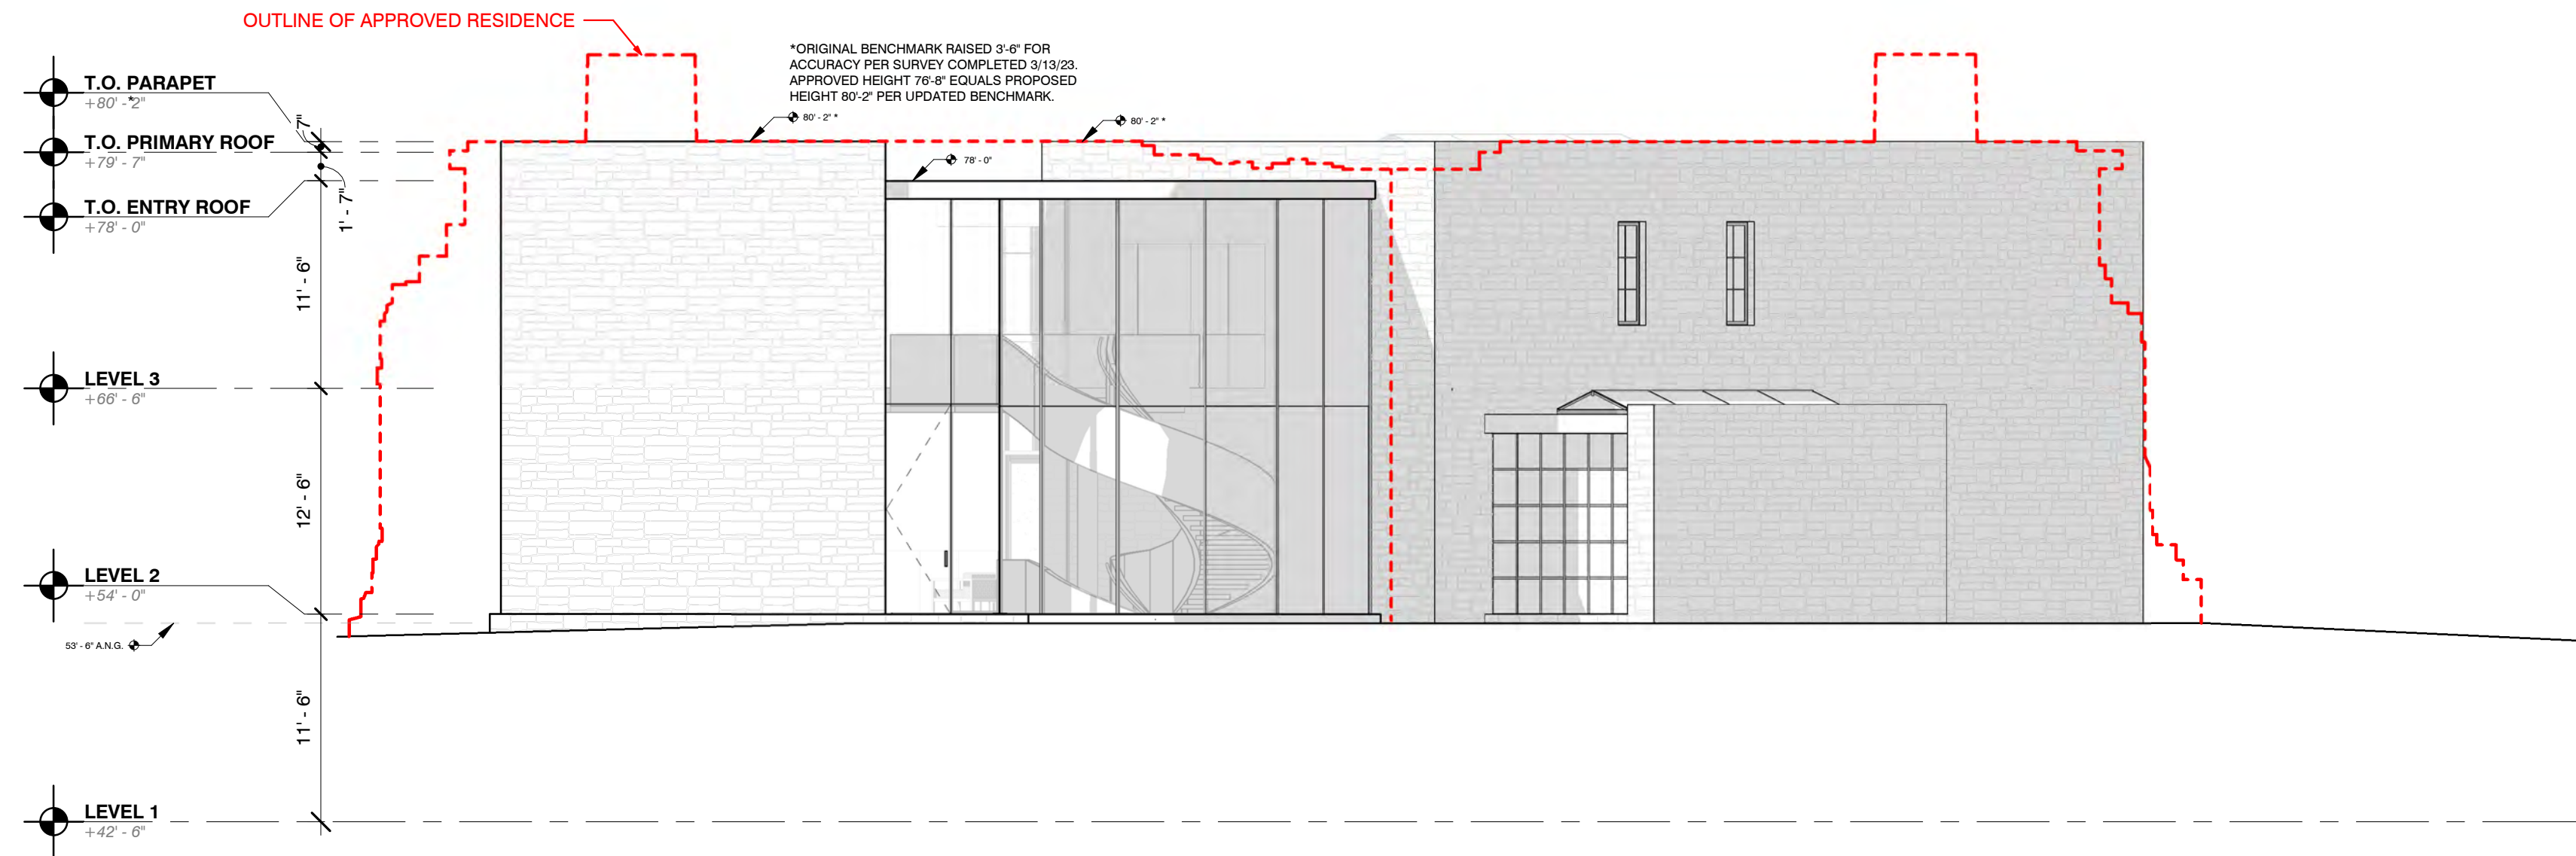 OUTLINE OF APPROVED RESIDENCE
*ORIGINAL BENCHMARK RAISED 3'-6" FOR
ACCURACY PER SURVEY COMPLETED 3/13/23.
APPROVED HEIGHT 76'-8" EQUALS PROPOSED
HEIGHT 80'-2" PER UPDATED BENCHMARK.
T.O. PARAPET
+80' - 2"
*
7"
80' - 2" *
80' - 2" *
T.O. PRIMARY ROOF
+79' - 7"
78' - 0"
1' - 7"
T.O. ENTRY ROOF
+78' - 0"
11' - 6"
LEVEL 3
+66' - 6"
12' - 6"
LEVEL 2
+54' - 0"
53' - 6" A.N.G.
11' - 6"
LEVEL 1
+42' - 6"